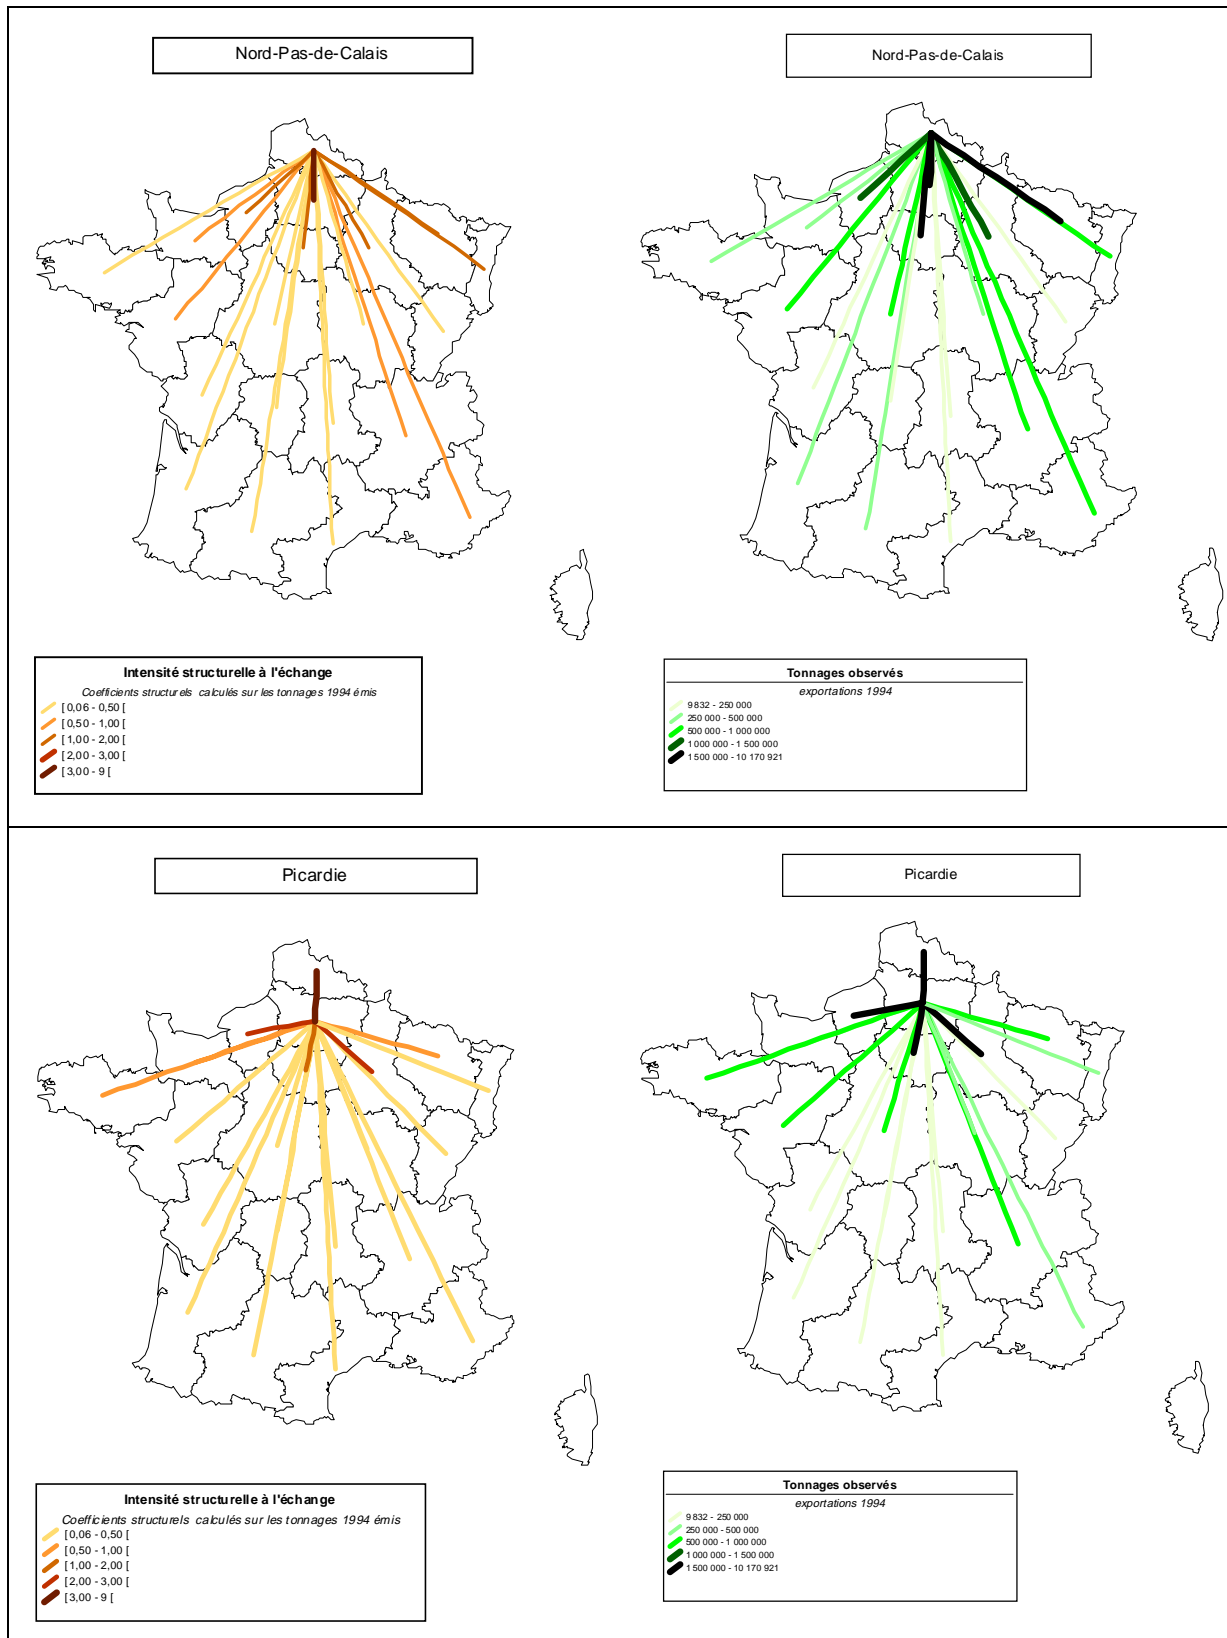 Nord-Pas-de-Calais
Nord-Pas-de-Calais
Intensité structurelle à l'échange
Coefficients structurels calculés sur les tonnages 1994 émis
[0,06 - 0,50 [
[0,50 - 1,00 [
[1,00 - 2,00 [
[2,00 - 3,00 [
[3,00 - 9 [
Tonnages observés
exportations 1994
9 832 - 250 000
250 000 - 500 000
500 000 - 1 000 000
1 000 000 - 1 500 000
1 500 000 - 10 170 921
Picardie
Picardie
Intensité structurelle à l'échange
Coefficients structurels calculés sur les tonnages 1994 émis
[0,06 - 0,50 [
[0,50 - 1,00 [
[1,00 - 2,00 [
[2,00 - 3,00 [
[3,00 - 9 [
Tonnages observés
exportations 1994
9 832 - 250 000
250 000 - 500 000
500 000 - 1 000 000
1 000 000 - 1 500 000
1 500 000 - 10 170 921